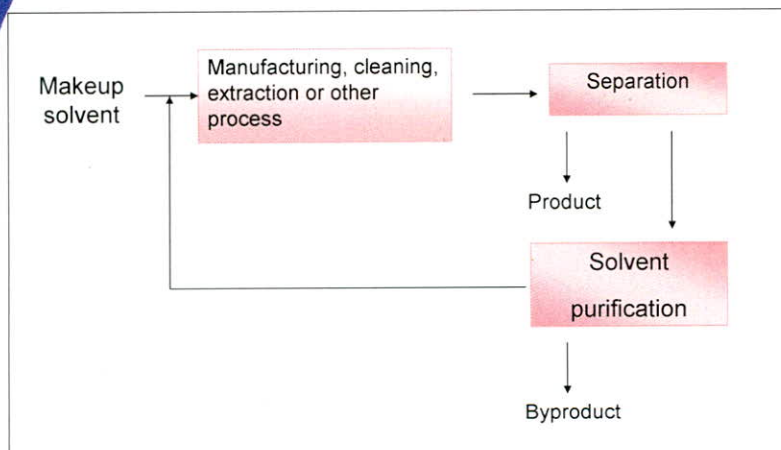 Makeup
solvent
Manufacturing, cleaning,
extraction or other
process
Separation
Product
Solvent
purification
Byproduct